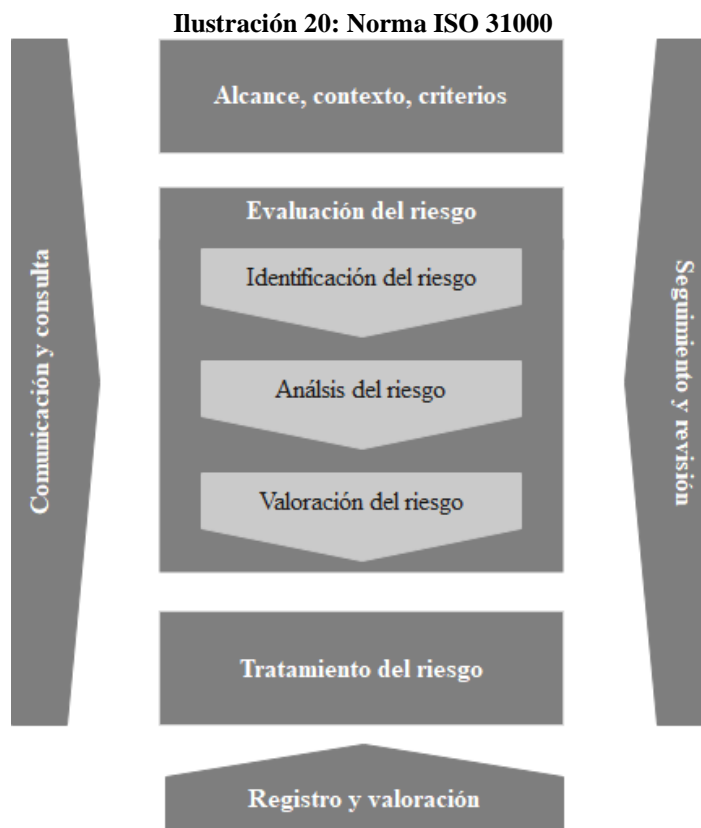 Ilustración 20: Norma ISO 31000
Alcance, contexto, criterios
Evaluación del riesgo
Identificación del riesgo
Análsis del riesgo
Valoración del riesgo
Comunicación y consulta
Seguimiento y revisión
Tratamiento del riesgo
Registro y valoración